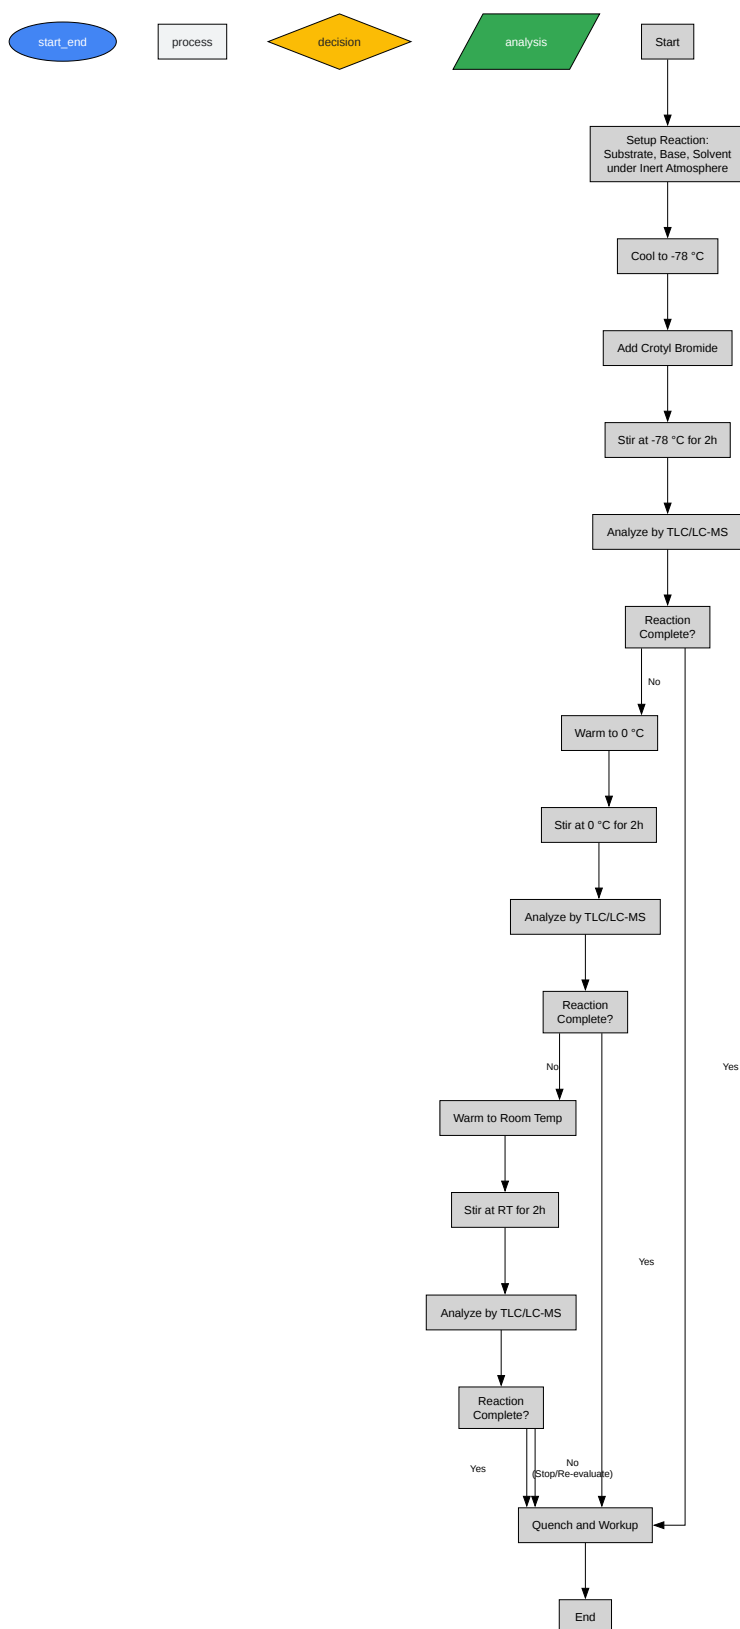 start_end
process
decision
analysis
Start
Setup Reaction:
Substrate, Base, Solvent
under Inert Atmosphere
Cool to -78 °C
Add Crotyl Bromide
Stir at -78 °C for 2h
Analyze by TLC/LC-MS
Reaction
Complete?
No
Warm to 0 °C
Stir at 0 °C for 2h
Analyze by TLC/LC-MS
Reaction
Complete?
No
Yes
Warm to Room Temp
Stir at RT for 2h
Yes
Analyze by TLC/LC-MS
Reaction
Complete?
Yes
No
(Stop/Re-evaluate)
Quench and Workup
End